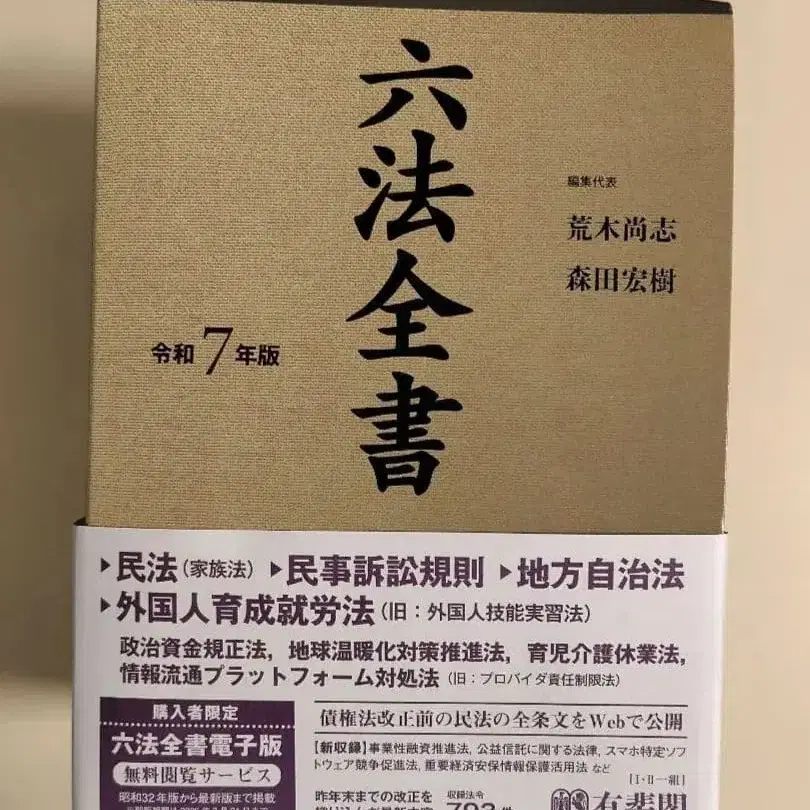 六法全書
編集代表
荒木尚志
森田宏樹
令和7年版
▶民法(家族法) ▶民事訴訟規則 ▶地方自治法
▶外国人育成就労法(旧:外国人技能実習法)
政治資金規正法, 地球温暖化対策推進法, 育児介護休業法,
情報流通プラットフォーム対処法(旧:プロバイダ責任制限法)
購入者限定
六法全書電子版
無料閲覧サービス
昭和32年版から最新版まで掲載
債権法改正前の民法の全条文をWebで公開
【新収録】事業性融資推進法, 公益信託に関する法律, スマホ特定ソフ
トウェア競争促進法, 重要経済安保情報保護活用法 など
[I・II一組]
昨年末までの改正を
収録法令
有斐閣